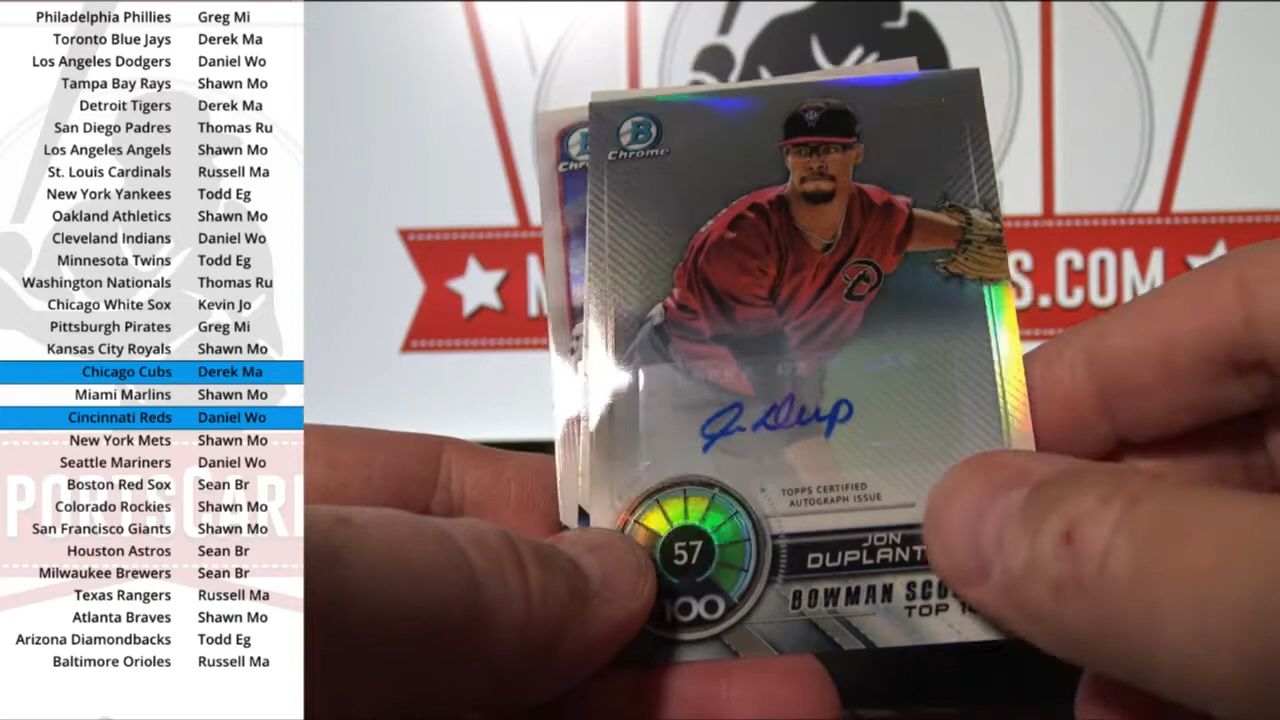 Philadelphia Phillies Greg Mi
Toronto Blue Jays Derek Ma
Los Angeles Dodgers Daniel Wo
Tampa Bay Rays Shawn Mo
Detroit Tigers Derek Ma
San Diego Padres Thomas Ru
Los Angeles Angels Shawn Mo
St. Louis Cardinals Russell Ma
New York Yankees Todd Eg
Oakland Athletics Shawn Mo
Cleveland Indians Daniel Wo
Minnesota Twins Todd Eg
Washington Nationals Thomas Ru
Chicago White Sox Kevin Jo
Pittsburgh Pirates Greg Mi
Kansas City Royals Shawn Mo
Chicago Cubs Derek Ma
Miami Marlins Shawn Mo
Cincinnati Reds Daniel Wo
New York Mets Shawn Mo
Seattle Mariners Daniel Wo
Boston Red Sox Sean Br
Colorado Rockies Shawn Mo
San Francisco Giants Shawn Mo
Houston Astros Sean Br
Milwaukee Brewers Sean Br
Texas Rangers Russell Ma
Atlanta Braves Shawn Mo
Arizona Diamondbacks Todd Eg
Baltimore Orioles Russell Ma
B
Chrome
S.COM
TOPPS CERTIFIED
AUTOGRAPH ISSUE
57
100
JON
DUPLANT
BOWMAN
TOP